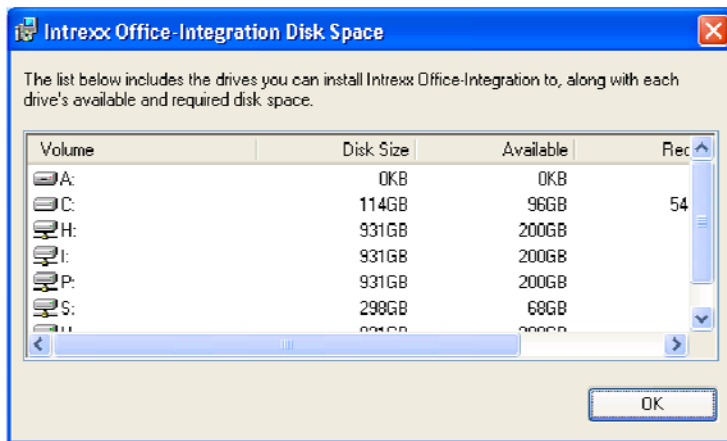 Intrexx Office-Integration Disk Space
The list below includes the drives you can install Intrexx Office-Integration to, along with each
drive's available and required disk space.
Volume Disk Size Available Rec
A: 0KB 0KB
C: 114GB 96GB 54
H: 931GB 200GB
I: 931GB 200GB
P: 931GB 200GB
S: 298GB 68GB
OK